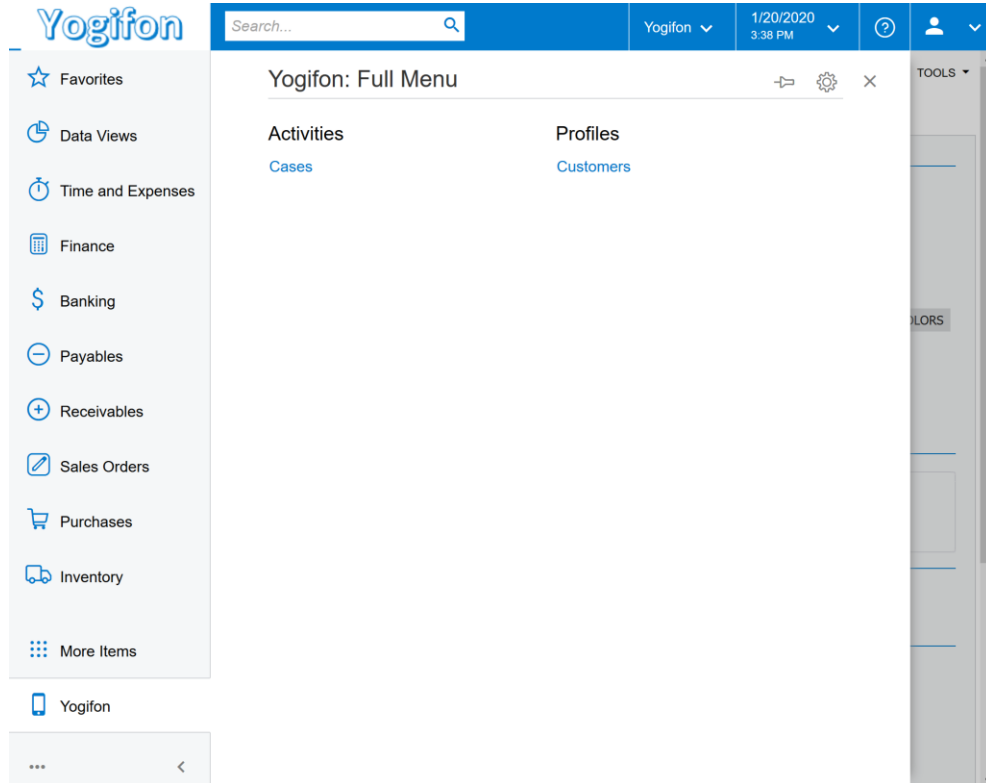 Yogifon
Search...
Yogifon
1/20/2020
3:38 PM
?
Favorites
Data Views
Time and Expenses
Finance
Banking
Payables
Receivables
Sales Orders
Purchases
Inventory
More Items
Yogifon
Yogifon: Full Menu
Activities
Cases
Profiles
Customers
TOOLS